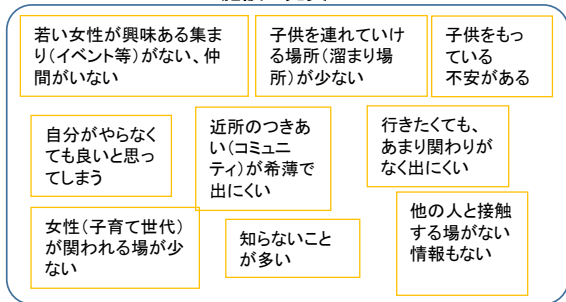 若い女性が興味ある集ま
り(イベント等)がない、仲
間がいない
子供を連れていけ
る場所(溜まり場
所)が少ない
子供をもっ
ている
不安がある
自分がやらなく
ても良いと思っ
てしまう
近所のつきあ
い(コミュニ
ティ)が希薄で
出にくい
行きたくても、
あまり関わりが
なく出にくい
女性(子育て世代)
が関われる場が少
ない
知らないこと
が多い
他の人と接触
する場がない
情報もない